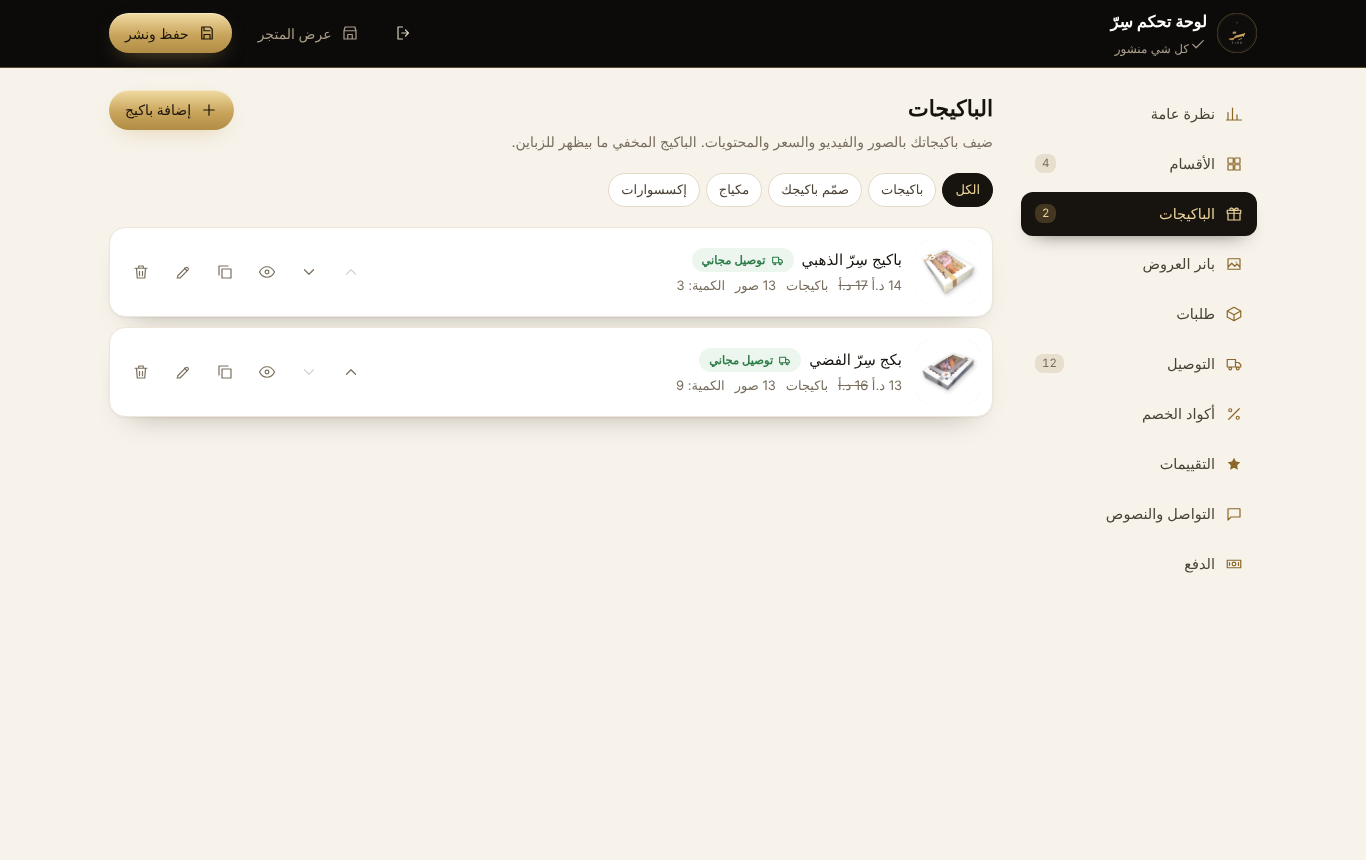 لوحة تحكم سِرّ
كل شي منشور
عرض المتجر
حفظ ونشر
نظرة عامة
الأقسام 4
الباكيجات 2
بانر العروض
طلبات
التوصيل 12
أكواد الخصم
التقييمات
التواصل والنصوص
الدفع
الباكيجات
إضافة باكيج
ضيف باكيجاتك بالصور والفيديو والسعر والمحتويات. الباكيج المخفي ما بيظهر للزباين.
الكل باكيجات صمّم باكيجك مكياج إكسسوارات
باكيج سِرّ الذهبي توصيل مجاني
14 د.أ 17 د.أ باكيجات 13 صور الكمية: 3
بكج سِرّ الفضي توصيل مجاني
13 د.أ 16 د.أ باكيجات 13 صور الكمية: 9